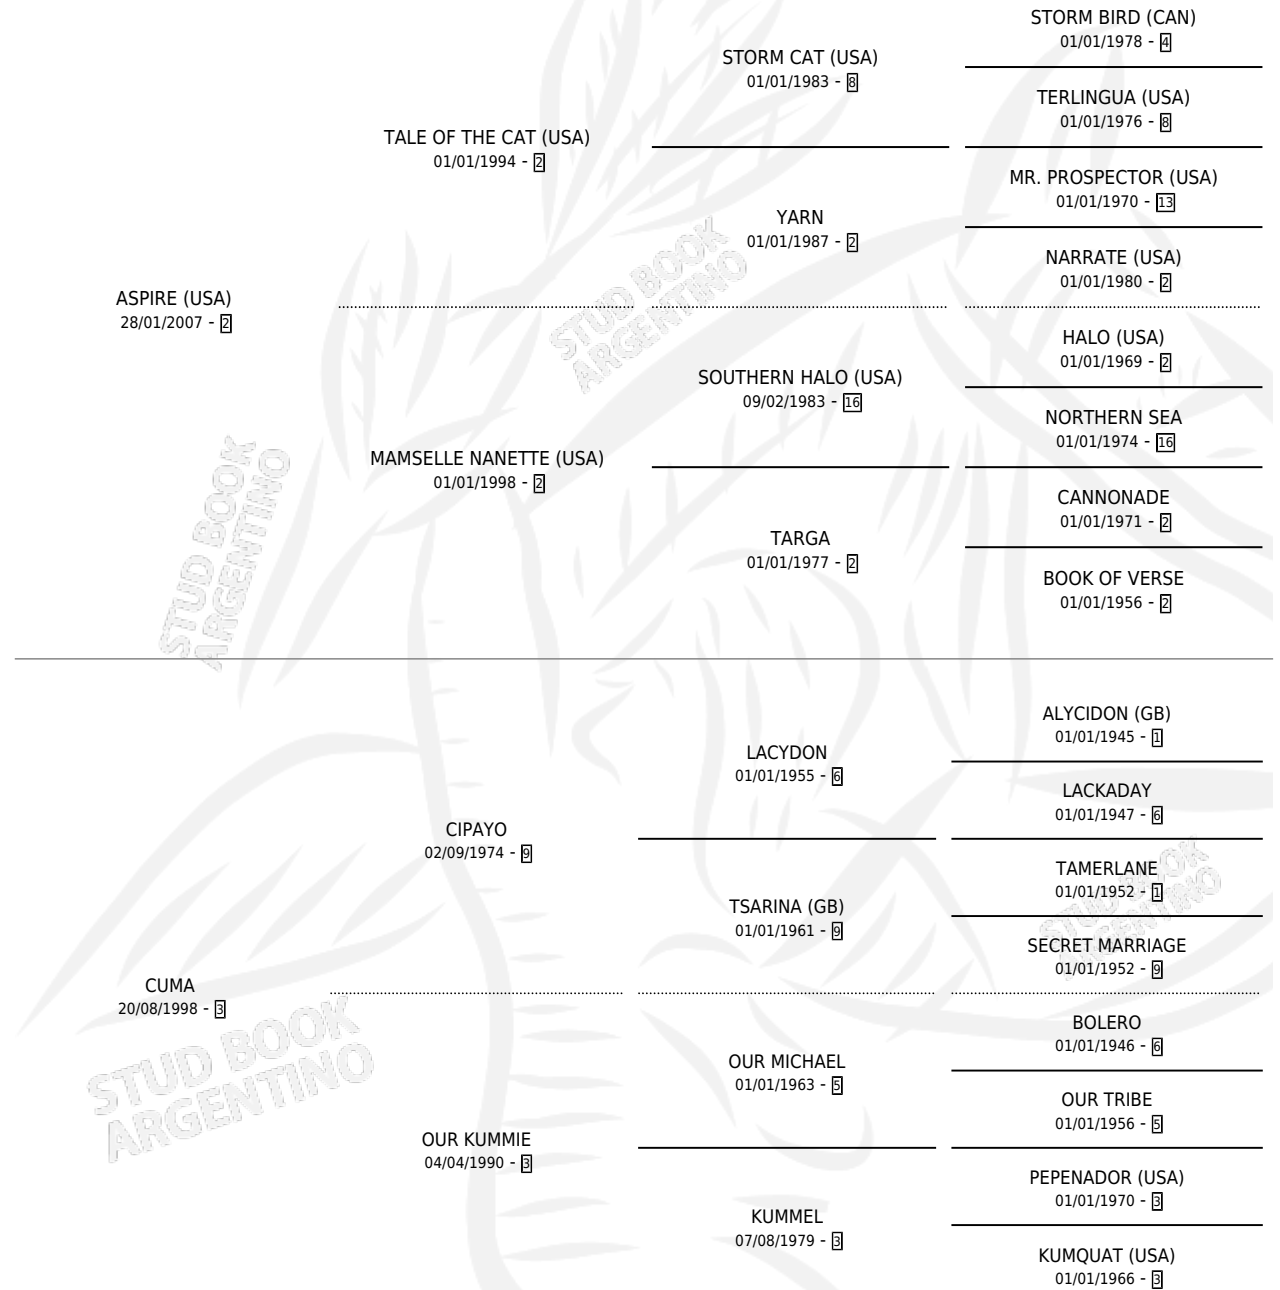 STORM BIRD (CAN)
01/01/1978 - 4
STORM CAT (USA)
01/01/1983 - 8
TERLINGUA (USA)
01/01/1976 - 8
TALE OF THE CAT (USA)
01/01/1994 - 2
MR. PROSPECTOR (USA)
01/01/1970 - 13
YARN
01/01/1987 - 2
NARRATE (USA)
01/01/1980 - 2
ASPIRE (USA)
28/01/2007 - 2
HALO (USA)
01/01/1969 - 2
SOUTHERN HALO (USA)
09/02/1983 - 16
NORTHERN SEA
01/01/1974 - 16
MAMSELLE NANETTE (USA)
01/01/1998 - 2
CANNONADE
01/01/1971 - 2
TARGA
01/01/1977 - 2
BOOK OF VERSE
01/01/1956 - 2
STUD BOOK
ARGENTINO
STUD BOOK
ARGENTINO
ALYCIDON (GB)
01/01/1945 - 1
LACYDON
01/01/1955 - 6
LACKADAY
01/01/1947 - 6
CIPAYO
02/09/1974 - 9
TAMERLANE
01/01/1952 - 1
TSARINA (GB)
01/01/1961 - 9
SECRET MARRIAGE
01/01/1952 - 9
STUD BOOK
ARGENTINO
CUMA
20/08/1998 - 3
BOLERO
01/01/1946 - 6
OUR MICHAEL
01/01/1963 - 5
OUR TRIBE
01/01/1956 - 5
OUR KUMMIE
04/04/1990 - 3
PEPENADOR (USA)
01/01/1970 - 3
KUMMEL
07/08/1979 - 3
KUMQUAT (USA)
01/01/1966 - 3
STUD BOOK
ARGENTINO